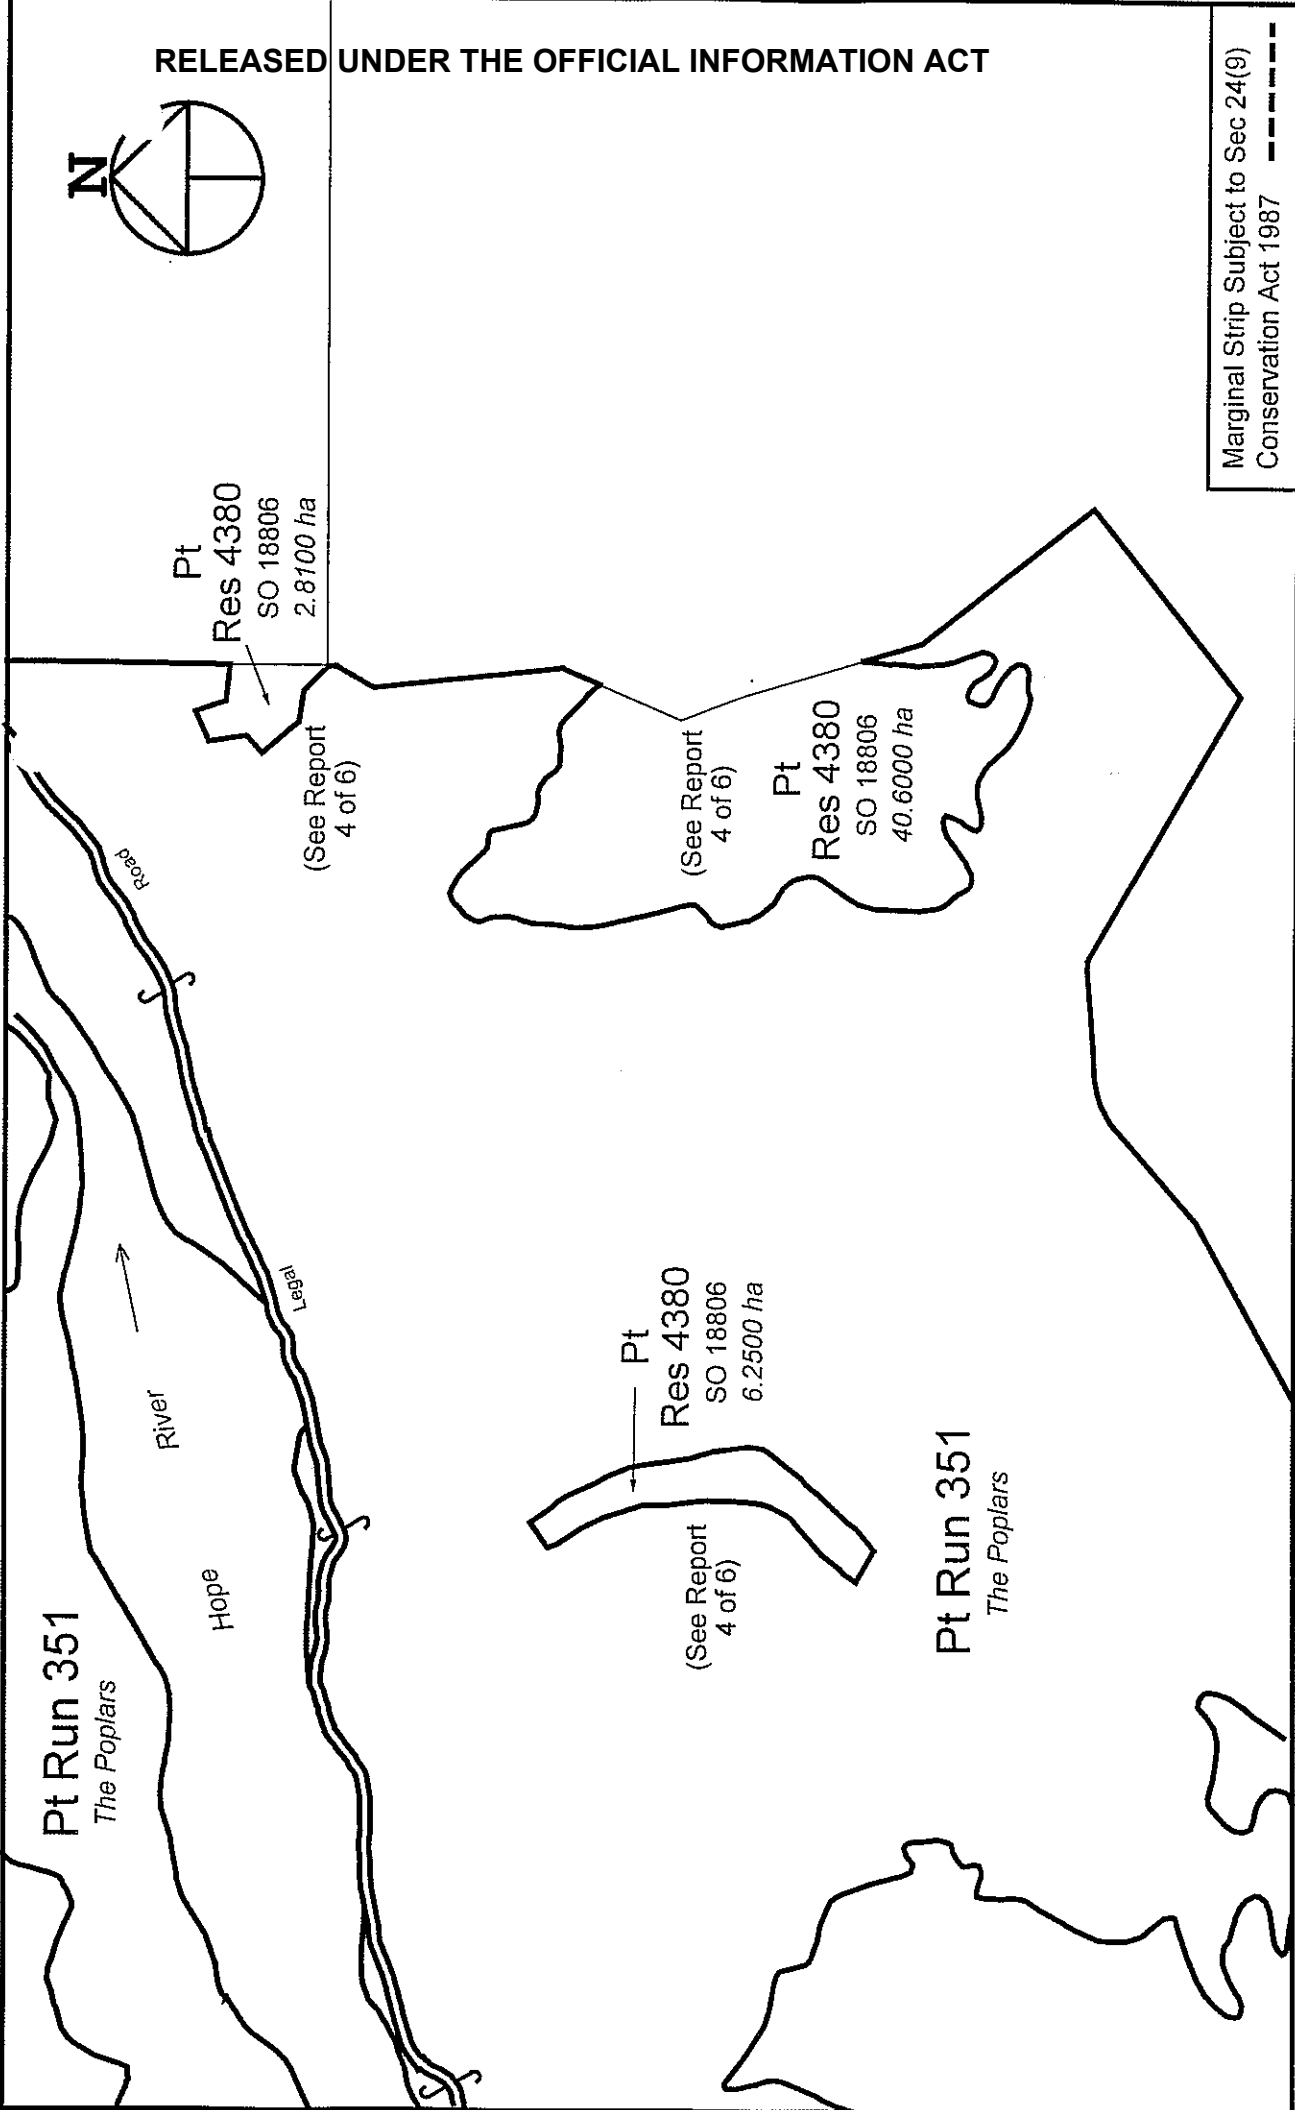 RELEASED UNDER THE OFFICIAL INFORMATION ACT
N
Pt
Res 4380
SO 18806
2.8100 ha
(See Report
4 of 6)
Road
Legal
River
Hope
Pt Run 351
The Poplars
(See Report
4 of 6)
Pt
Res 4380
SO 18806
40.6000 ha
Pt
Res 4380
SO 18806
6.2500 ha
(See Report
4 of 6)
Pt Run 351
The Poplars
Marginal Strip Subject to Sec 24(9)
Conservation Act 1987